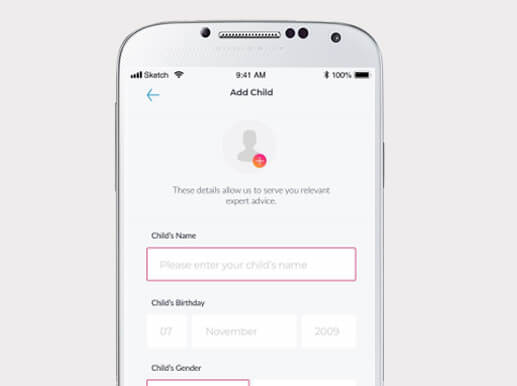 Sketch 9:41 AM 100%
Add Child
These details allow us to serve you relevant
expert advice.
Child's Name
Please enter your child's name
Child's Birthday
07 November 2009
Child's Gender